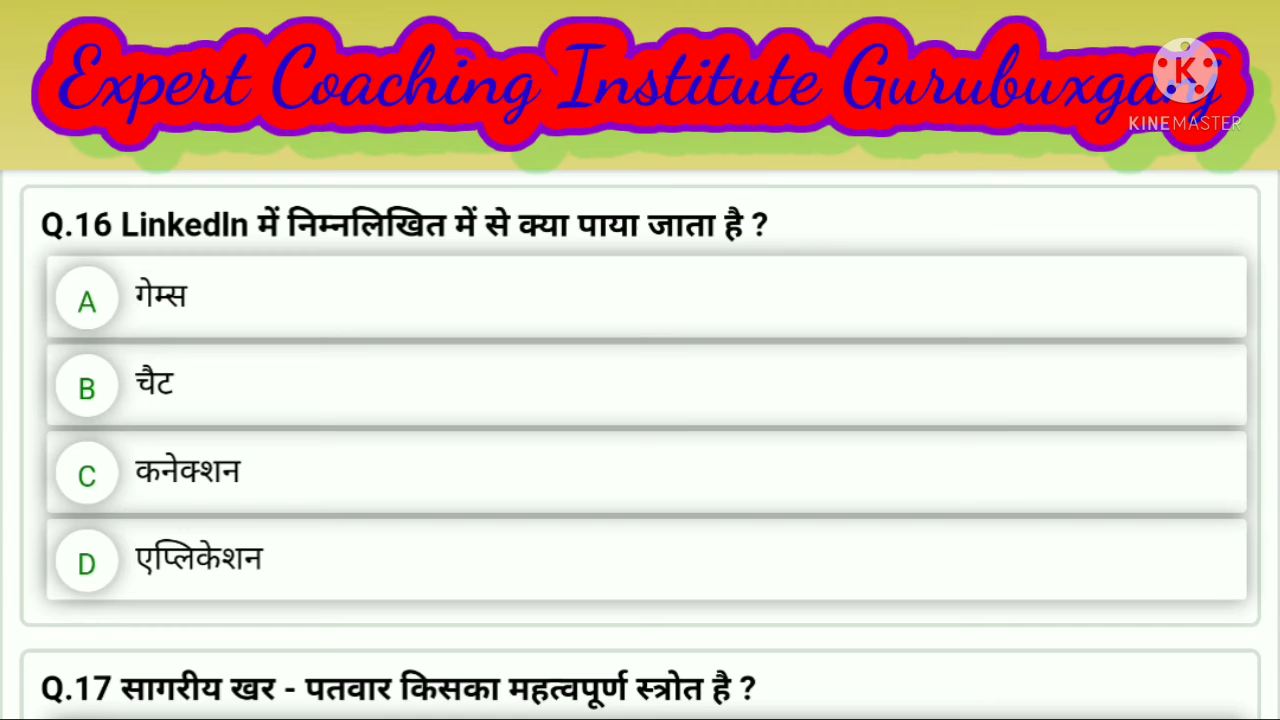 Expert Coaching Institute Gurubuxganj
KINEMASTER
Q.16 LinkedIn में निम्नलिखित में से क्या पाया जाता है ?
A गेम्स
B चैट
C कनेक्शन
D एप्लिकेशन
Q.17 सागरीय खर - पतवार किसका महत्वपूर्ण स्त्रोत है ?